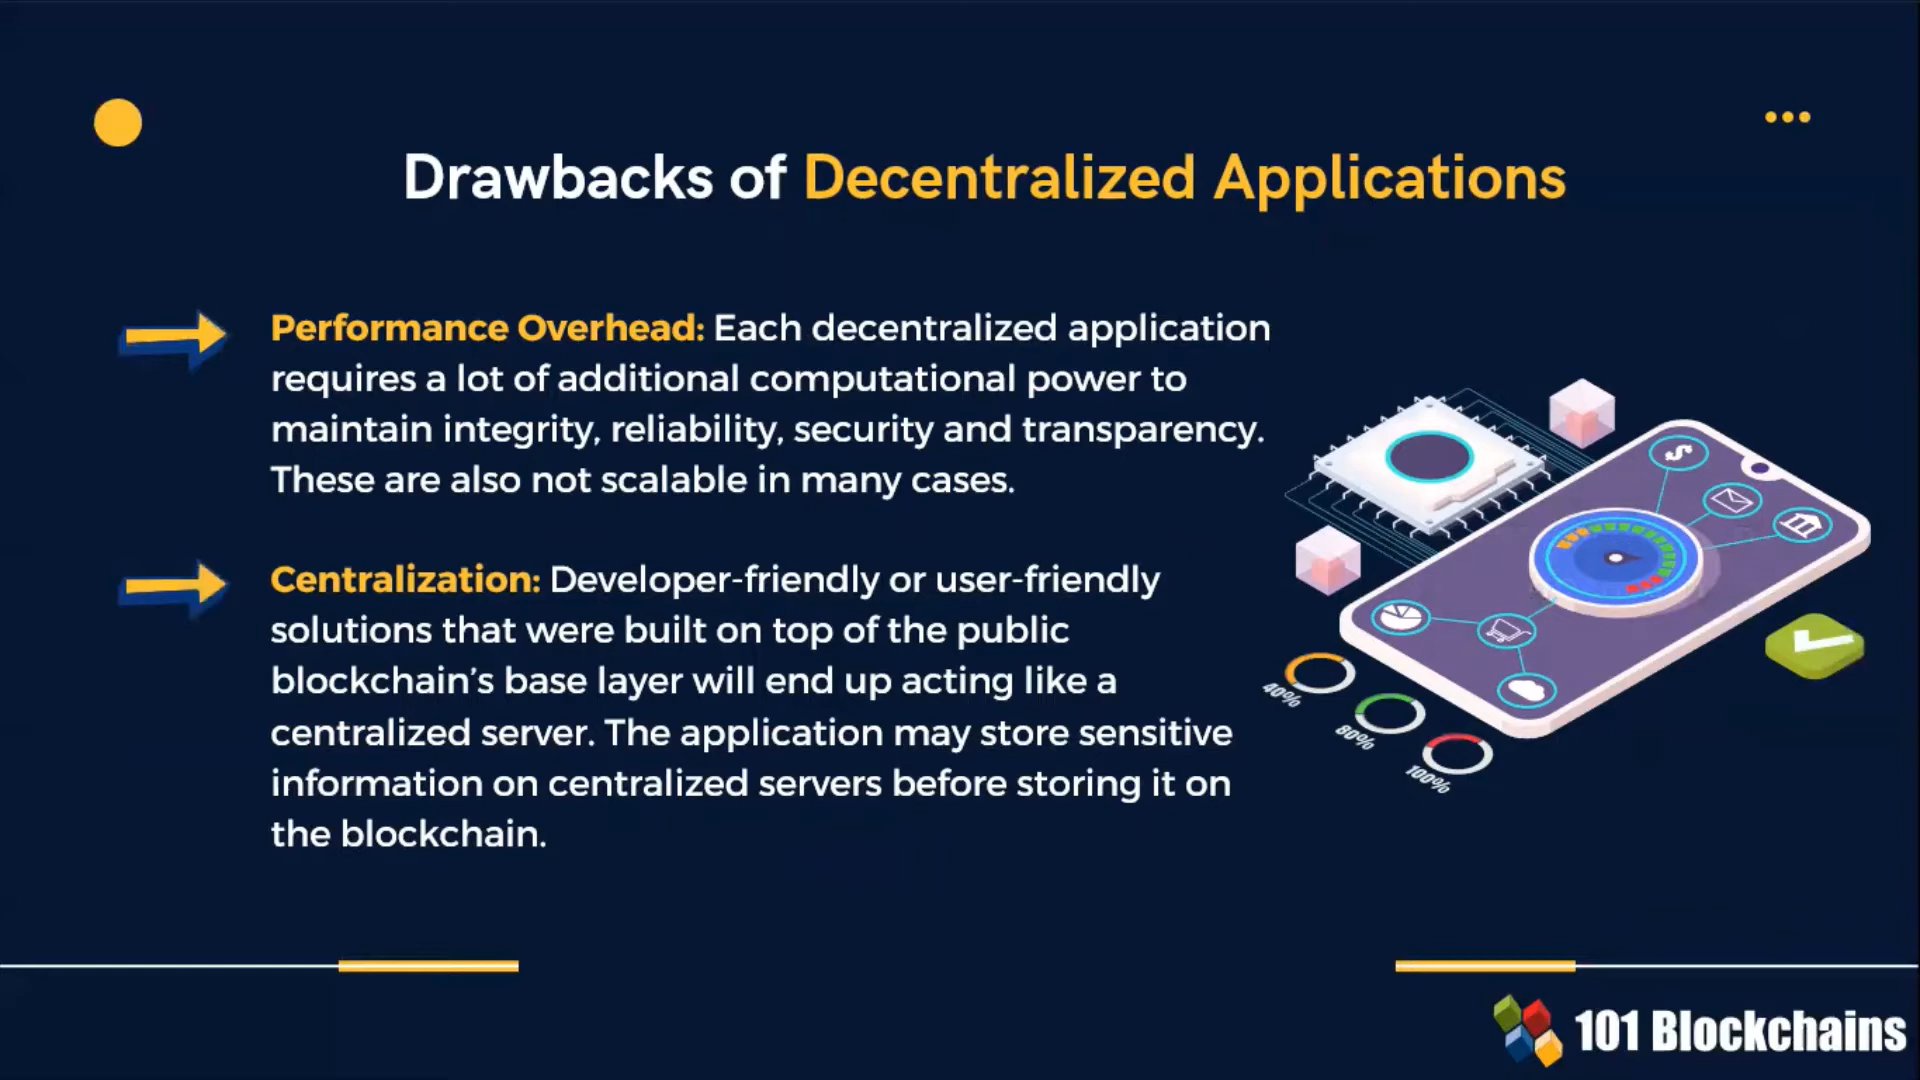 Drawbacks of Decentralized Applications
Performance Overhead: Each decentralized application
requires a lot of additional computational power to
maintain integrity, reliability, security and transparency.
These are also not scalable in many cases.
Centralization: Developer-friendly or user-friendly
solutions that were built on top of the public
blockchain’s base layer will end up acting like a
centralized server. The application may store sensitive
information on centralized servers before storing it on
the blockchain.
$
40%
80%
100%
101 Blockchains